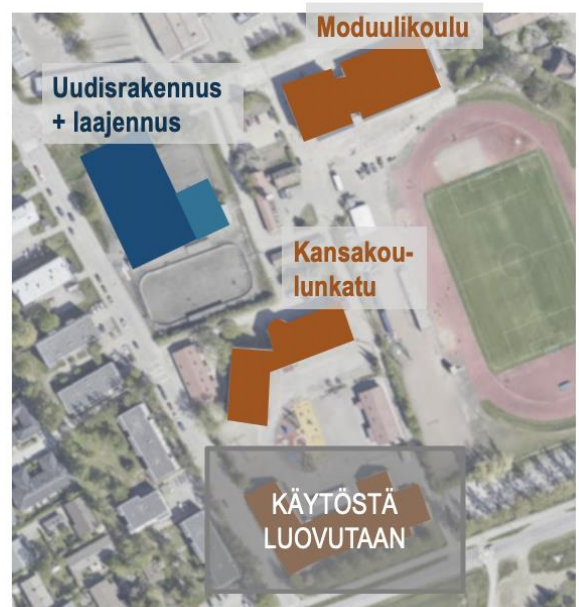 Moduulikoulu
Uudisrakennus
+ laajennus
Kansakou-
lunkatu
KÄYTÖSTÄ
LUOVUTAAN